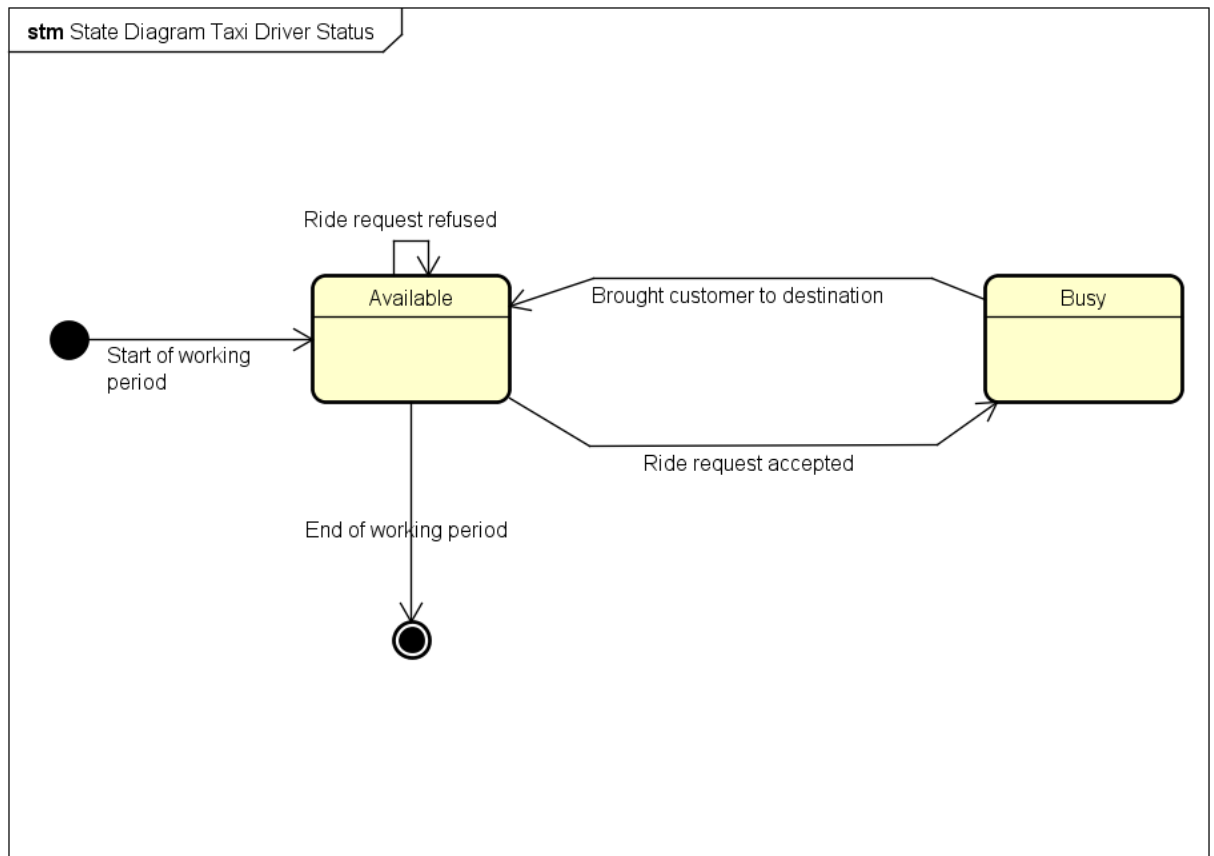 stm State Diagram Taxi Driver Status
Ride request refused
Available
Brought customer to destination
Busy
Start of working
period
Ride request accepted
End of working period